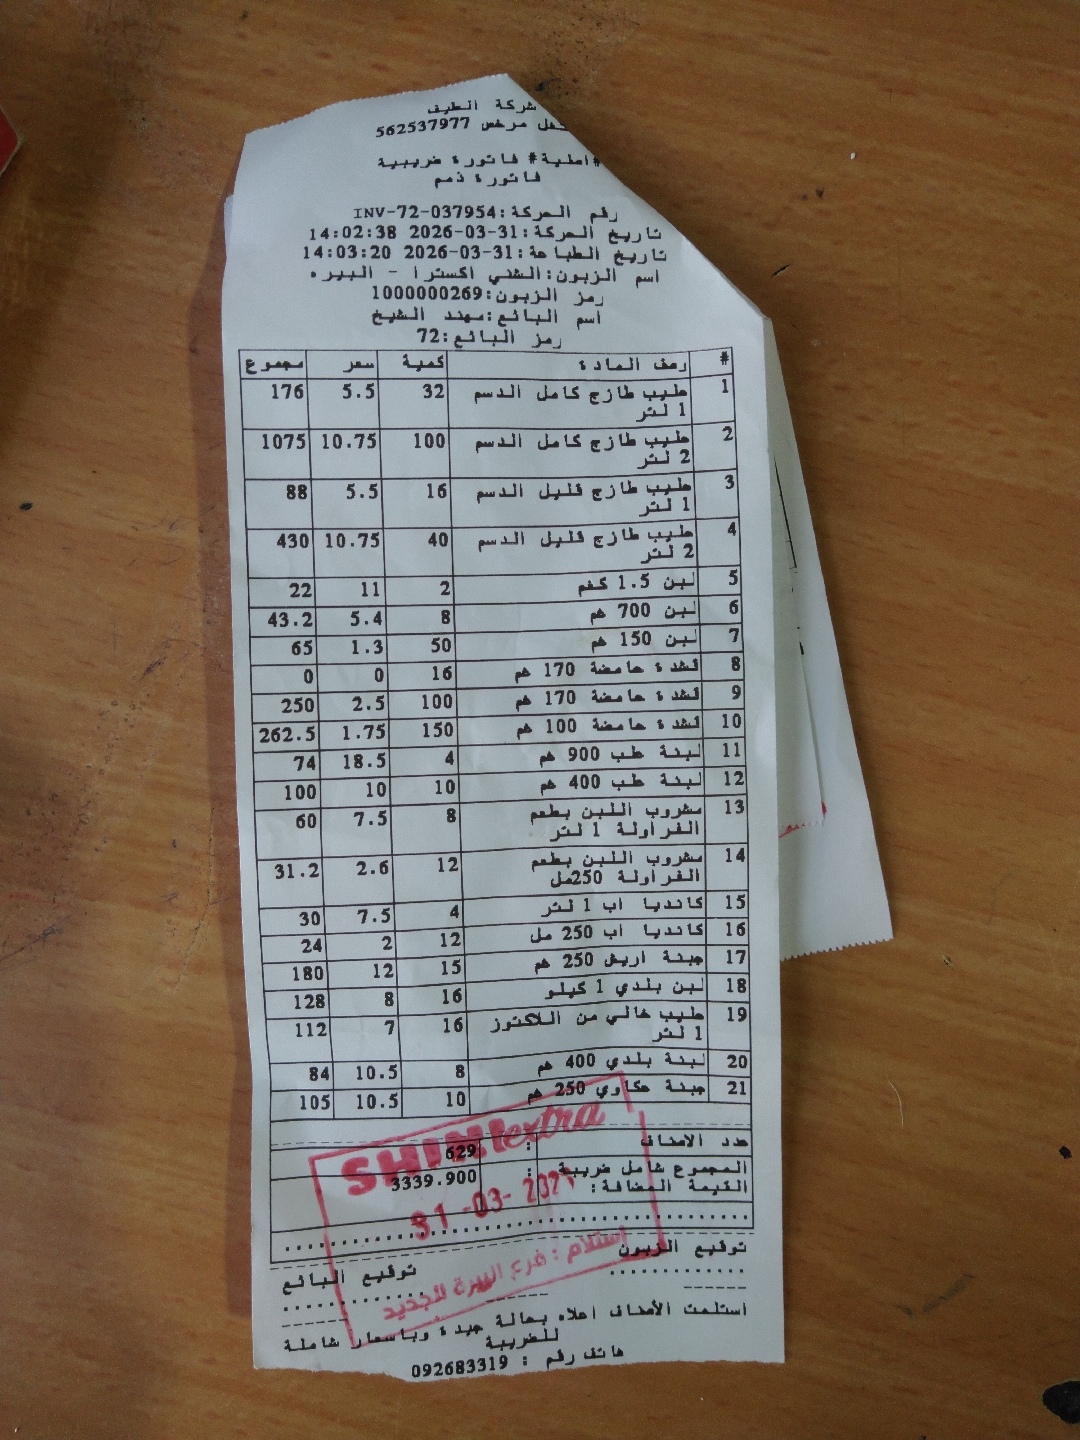 شركة الطيف
مشغل مرخص 562537977
#اصلية# فاتورة ضريبية
فاتورة ذمم
رقم الحركة:INV-72-037954
تاريخ الحركة:31-03-2026 14:02:38
تاريخ الطباعة:31-03-2026 14:03:20
اسم الزبون:الشني اكسترا - البيره
رمز الزبون:1000000269
اسم البائع:مهند الشيخ
رمز البائع:72
# وصف المادة كمية سعر مجموع
1 حليب طازج كامل الدسم 32 5.5 176
1 لتر
2 حليب طازج كامل الدسم 100 10.75 1075
2 لتر
3 حليب طازج قليل الدسم 16 5.5 88
1 لتر
4 حليب طازج قليل الدسم 40 10.75 430
2 لتر
5 لبن 1.5 كغم 2 11 22
6 لبن 700 غم 8 5.4 43.2
7 لبن 150 غم 50 1.3 65
8 قشدة حامضة 170 غم 16 0 0
9 قشدة حامضة 170 غم 100 2.5 250
10 قشدة حامضة 100 غم 150 1.75 262.5
11 لبنة علب 900 غم 4 18.5 74
12 لبنة علب 400 غم 10 10 100
13 مشروب اللبن بطعم 8 7.5 60
الفراولة 1 لتر
14 مشروب اللبن بطعم 12 2.6 31.2
الفراولة 250مل
15 كانديا اب 1 لتر 4 7.5 30
16 كانديا اب 250 مل 12 2 24
17 جبنة اريش 250 غم 15 12 180
18 لبن بلدي 1 كيلو 16 8 128
19 حليب خالي من اللاكتوز 16 7 112
1 لتر
20 لبنة بلدي 400 غم 8 10.5 84
21 جبنة عكاوي 250 غم 10 10.5 105
عدد الاصناف : 629
المجموع شامل ضريبة : 3339.900
القيمة المضافة:
SHINI extra
31-03-202
استلام : فرع البيرة الجديد
توقيع الزبون
توقيع البائع
استلمت الأصناف اعلاه بحالة جيدة وباسعار شاملة
للضريبة
هاتف رقم : 092683319